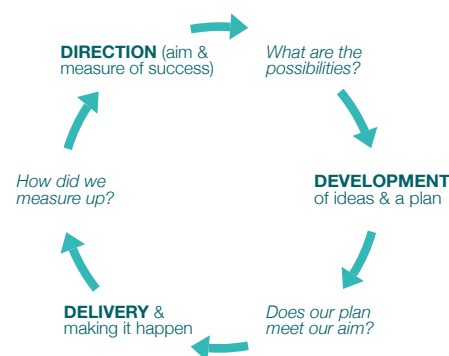 DIRECTION (aim &
measure of success)
What are the
possibilities?
DEVELOPMENT
of ideas & a plan
Does our plan
meet our aim?
DELIVERY &
making it happen
How did we
measure up?